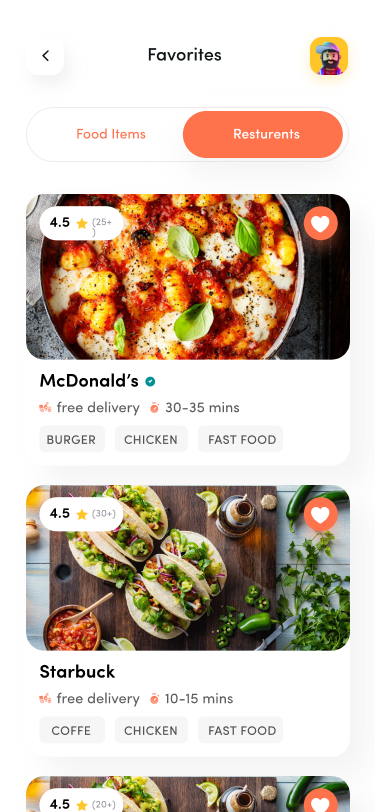 Favorites
Food Items
Resturents
4.5 (25+
)
McDonald's
free delivery 30-35 mins
BURGER CHICKEN FAST FOOD
4.5 (30+)
Starbuck
free delivery 10-15 mins
COFFE CHICKEN FAST FOOD
4.5 (20+)